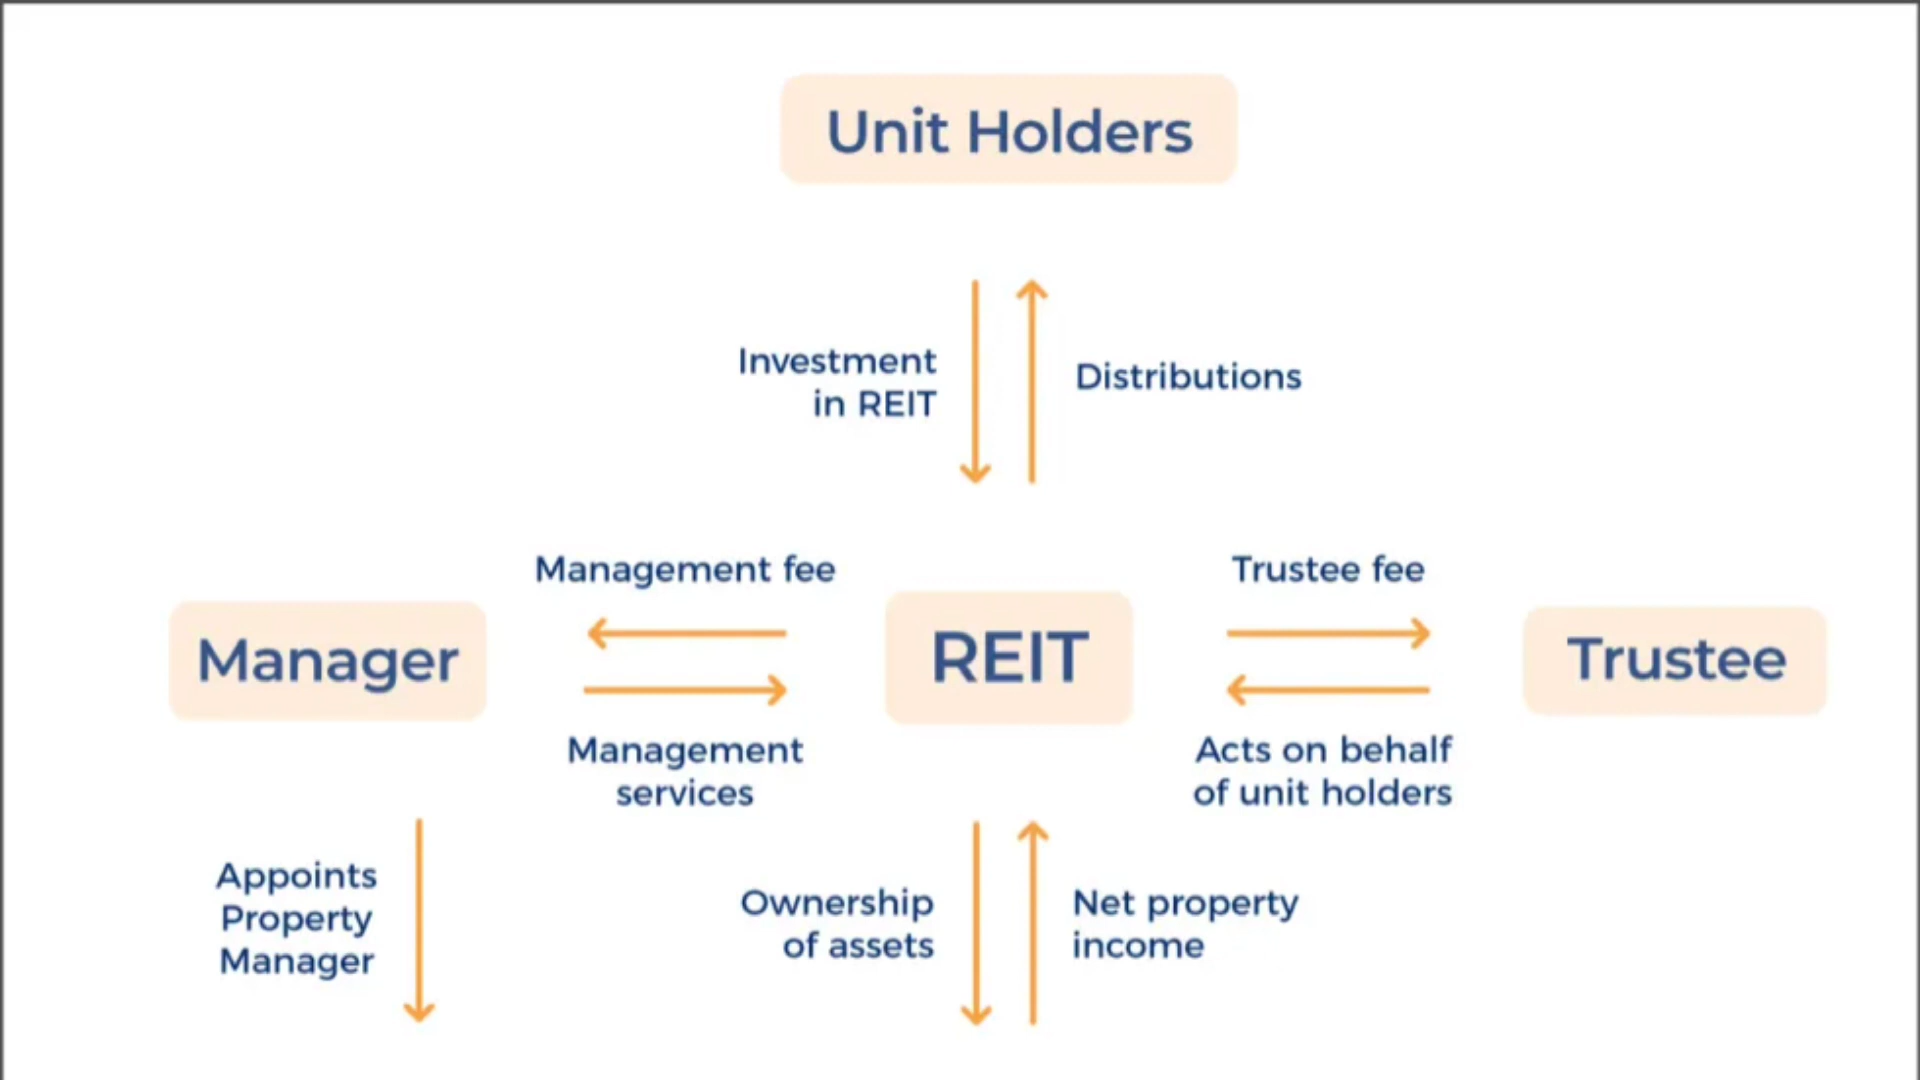 Unit Holders
Investment
in REIT
Distributions
Management fee
Trustee fee
Manager
REIT
Trustee
Management
services
Acts on behalf
of unit holders
Appoints
Property
Manager
Ownership
of assets
Net property
income